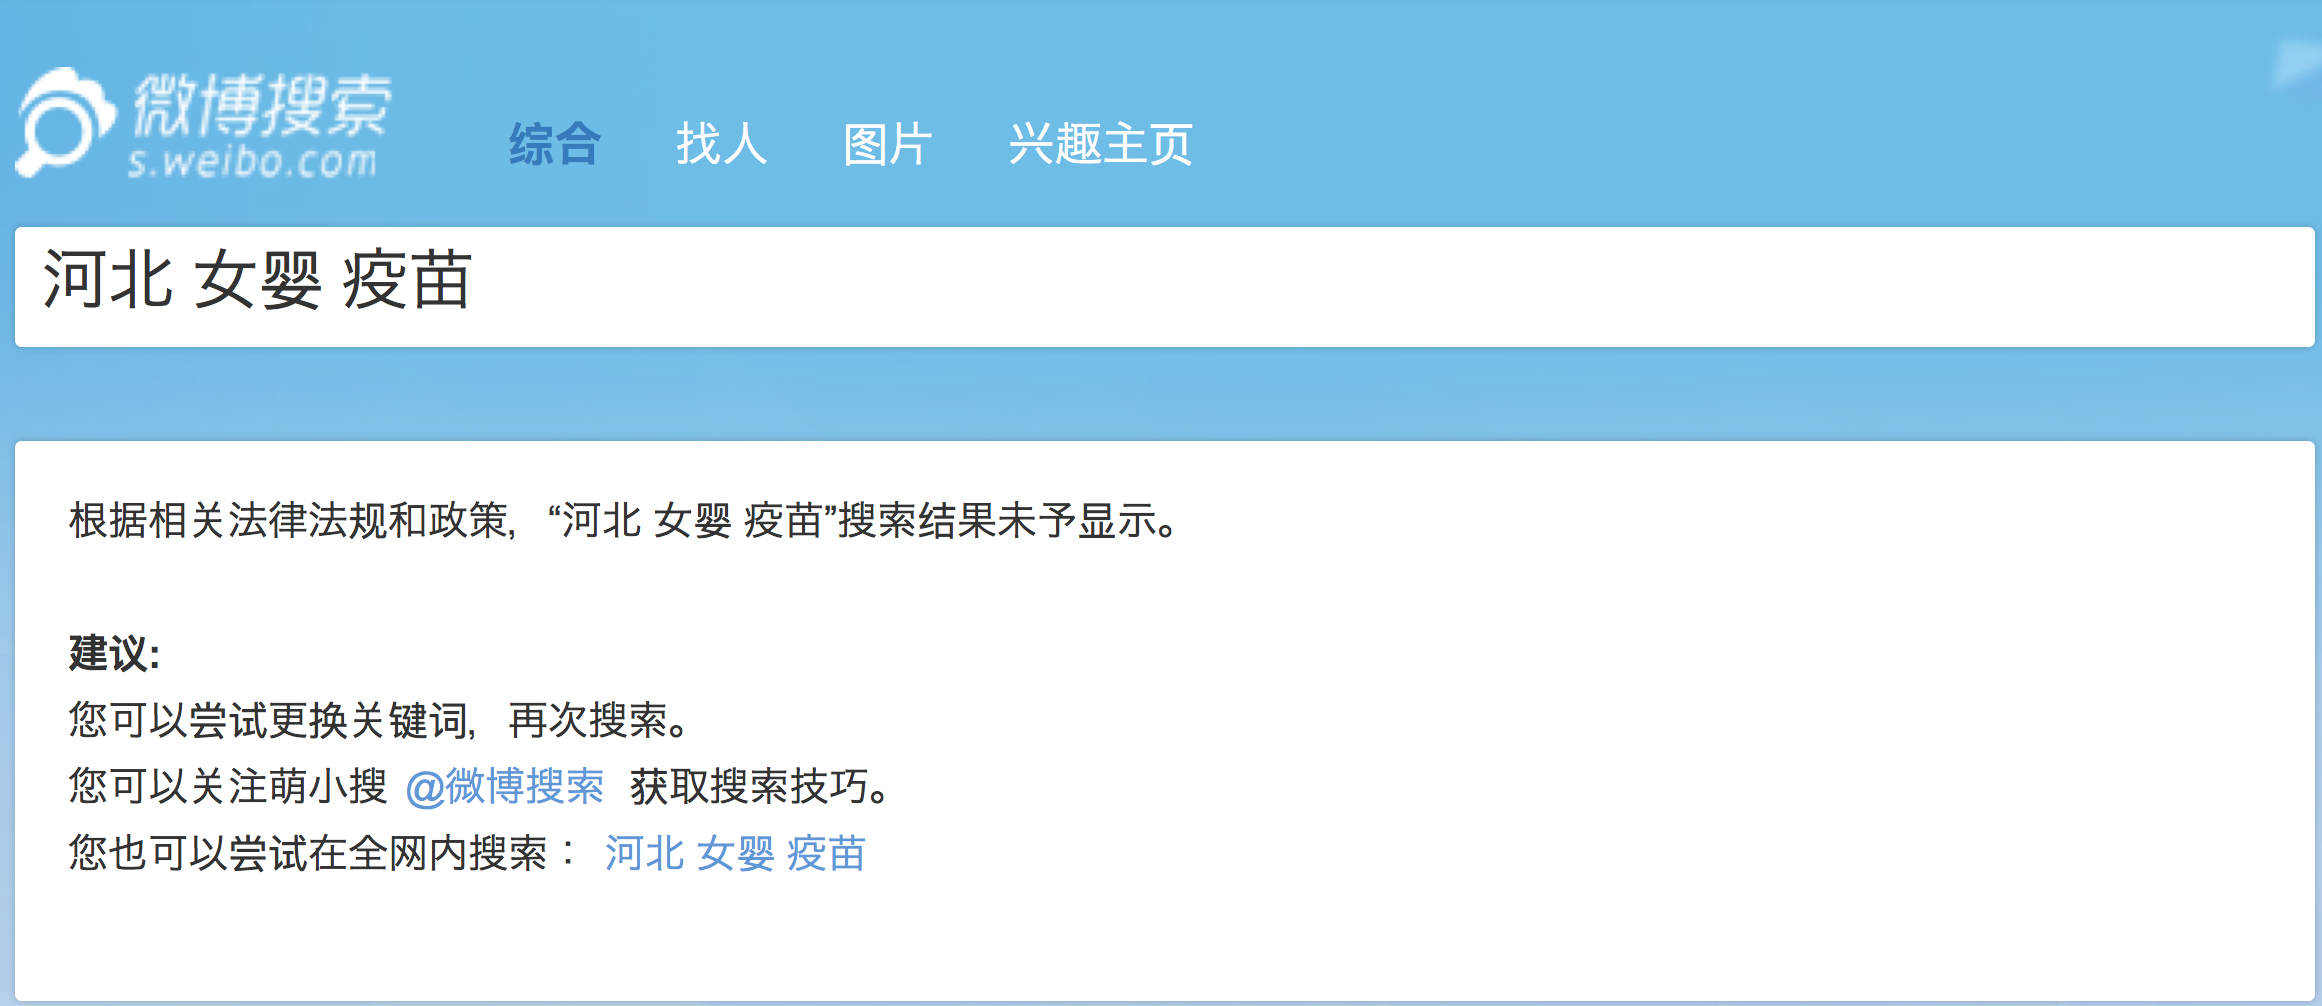 微博搜索
s.weibo.com
综合 找人 图片 兴趣主页
河北 女婴 疫苗
根据相关法律法规和政策，“河北 女婴 疫苗”搜索结果未予显示。
建议:
您可以尝试更换关键词，再次搜索。
您可以关注萌小搜 @微博搜索 获取搜索技巧。
您也可以尝试在全网内搜索： 河北 女婴 疫苗